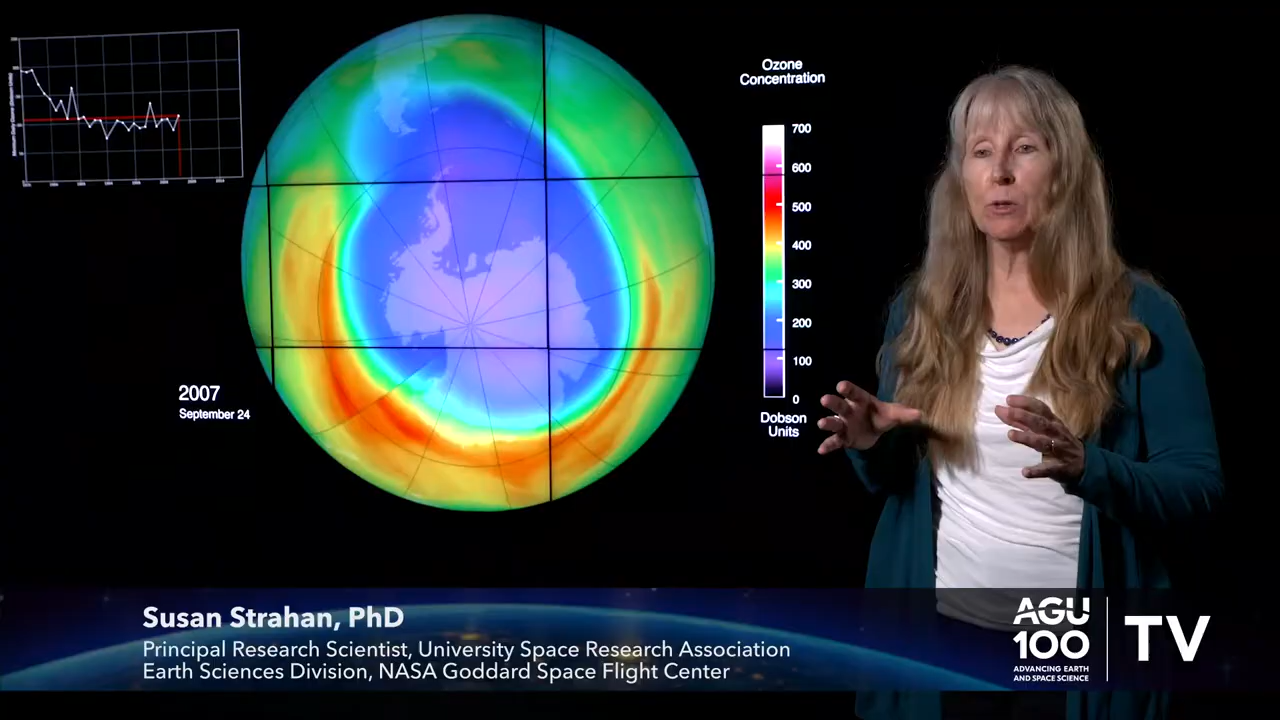 Ozone
Concentration
700
600
500
400
300
200
100
0
Dobson
Units
2007
September 24
Susan Strahan, PhD
Principal Research Scientist, University Space Research Association
Earth Sciences Division, NASA Goddard Space Flight Center
AGU
100
ADVANCING EARTH
AND SPACE SCIENCE
TV